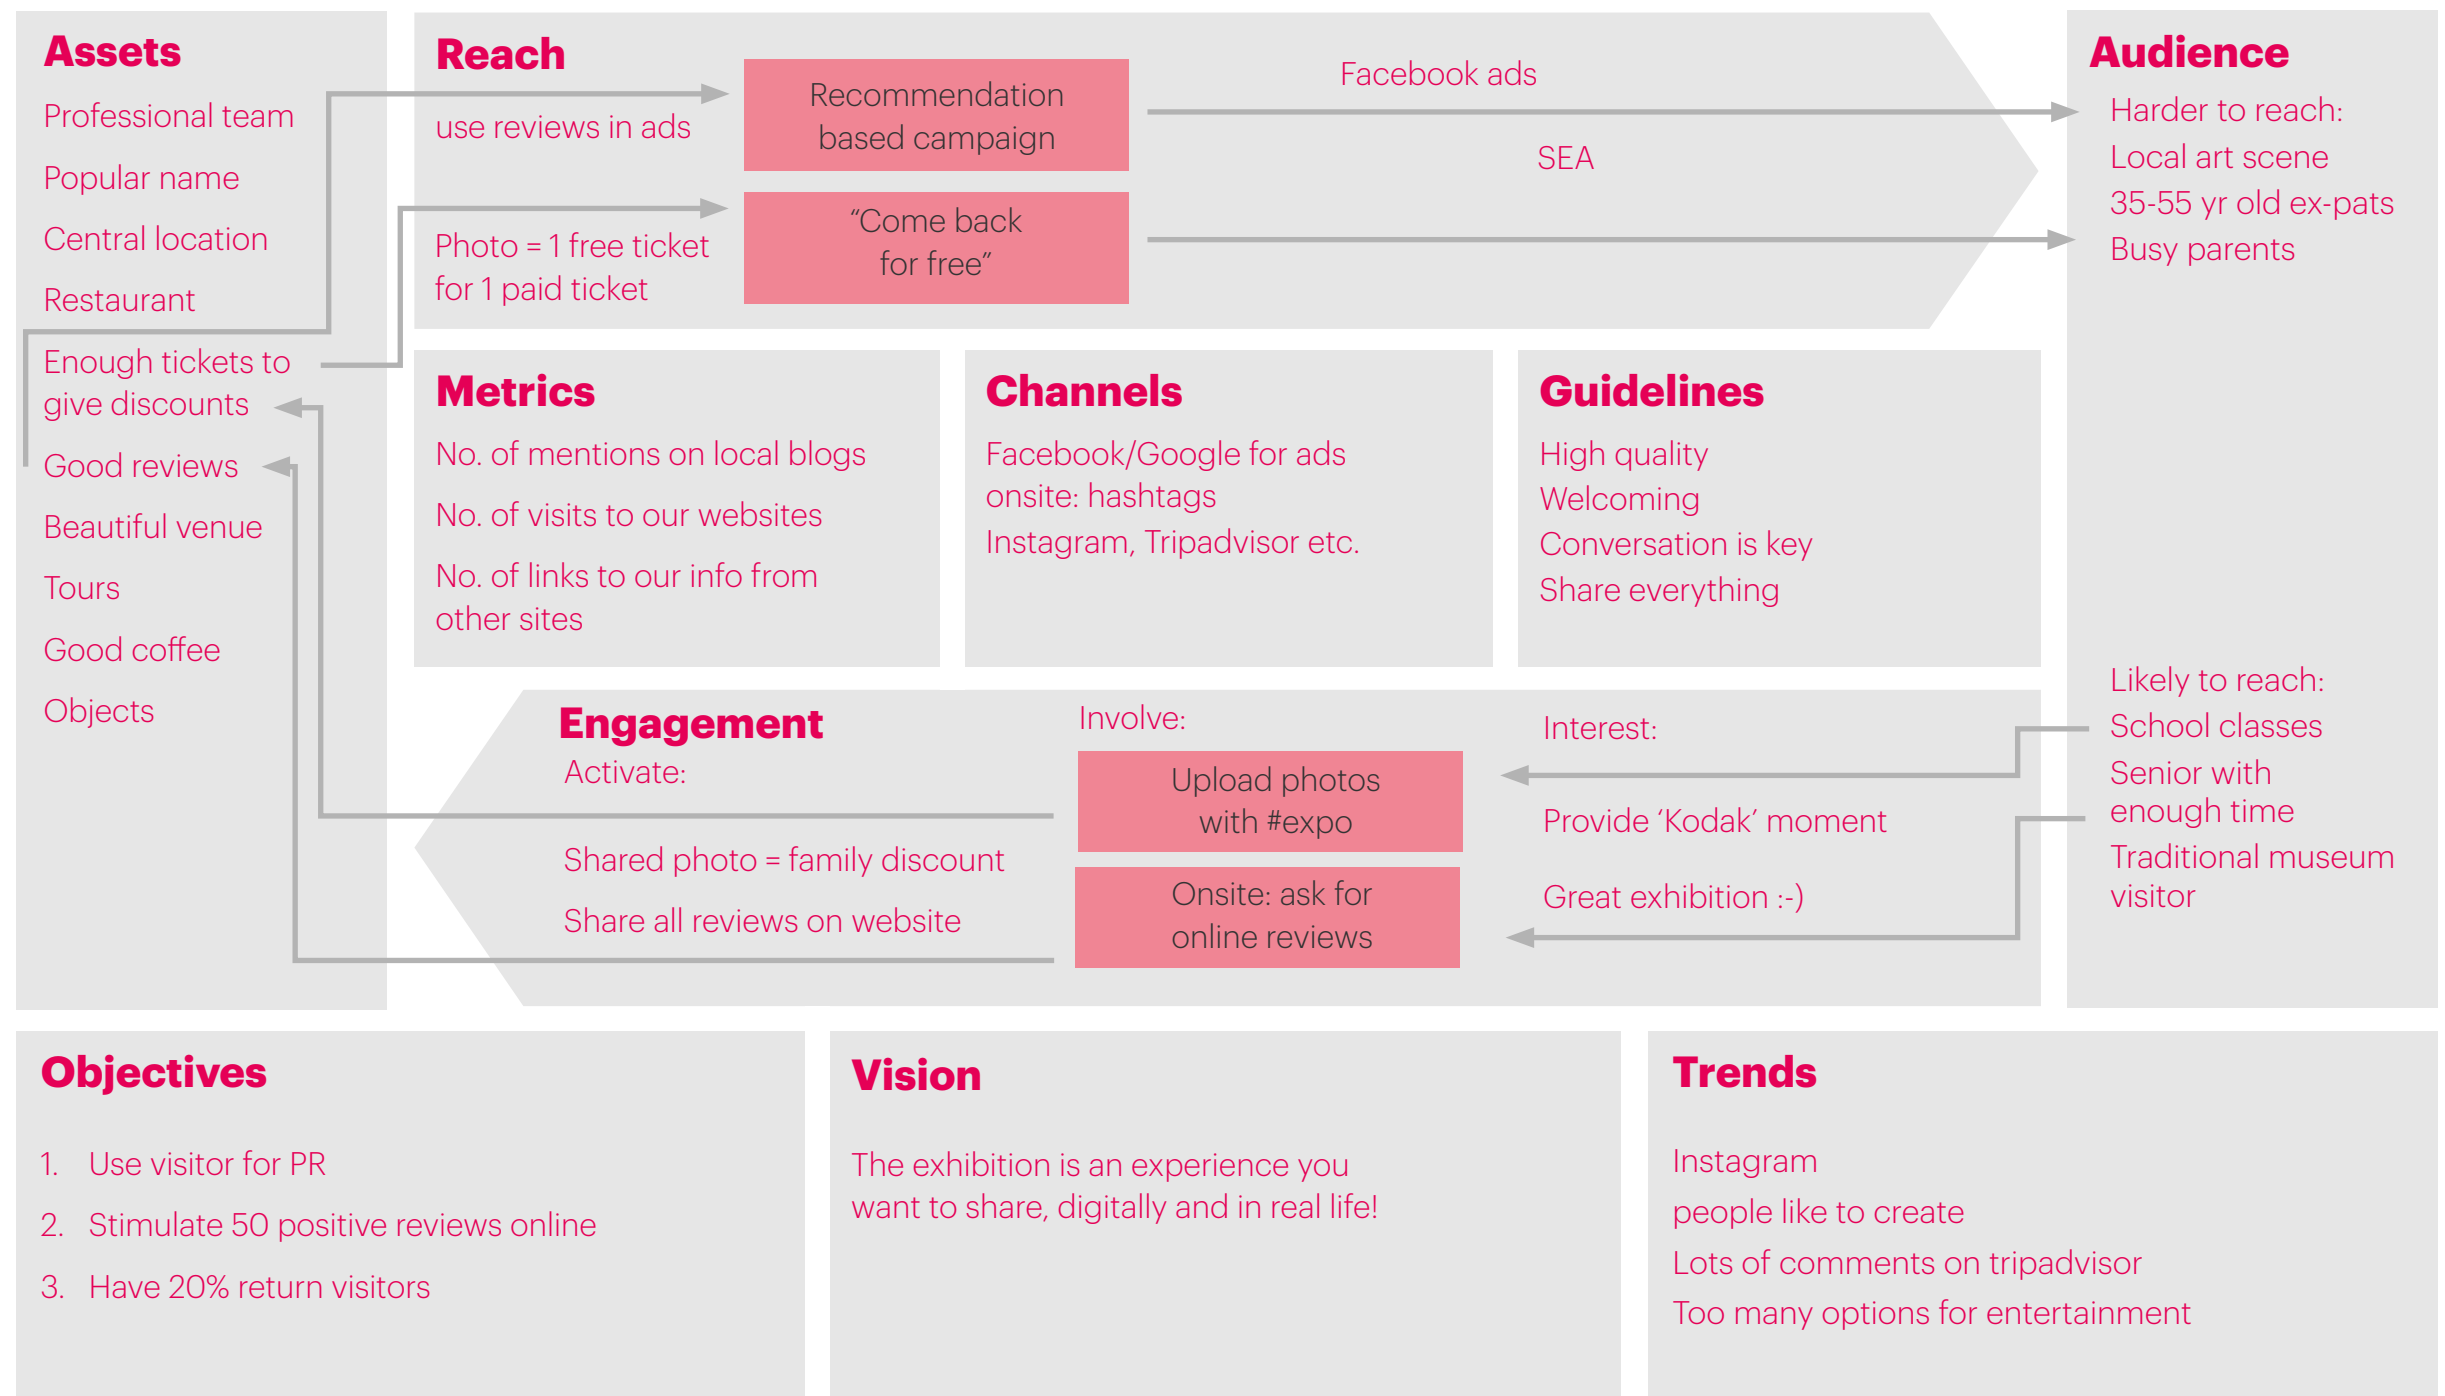 Assets
Professional team
Popular name
Central location
Restaurant
Enough tickets to
give discounts
Good reviews
Beautiful venue
Tours
Good coffee
Objects
Reach
use reviews in ads
Photo = 1 free ticket
for 1 paid ticket
Recommendation
based campaign
“Come back
for free”
Facebook ads
SEA
Audience
Harder to reach:
Local art scene
35-55 yr old ex-pats
Busy parents
Likely to reach:
School classes
Senior with
enough time
Traditional museum
visitor
Metrics
No. of mentions on local blogs
No. of visits to our websites
No. of links to our info from
other sites
Channels
Facebook/Google for ads
onsite: hashtags
Instagram, Tripadvisor etc.
Guidelines
High quality
Welcoming
Conversation is key
Share everything
Engagement
Activate:
Shared photo = family discount
Share all reviews on website
Involve:
Upload photos
with #expo
Onsite: ask for
online reviews
Interest:
Provide ‘Kodak’ moment
Great exhibition :-)
Objectives
1. Use visitor for PR
2. Stimulate 50 positive reviews online
3. Have 20% return visitors
Vision
The exhibition is an experience you
want to share, digitally and in real life!
Trends
Instagram
people like to create
Lots of comments on tripadvisor
Too many options for entertainment